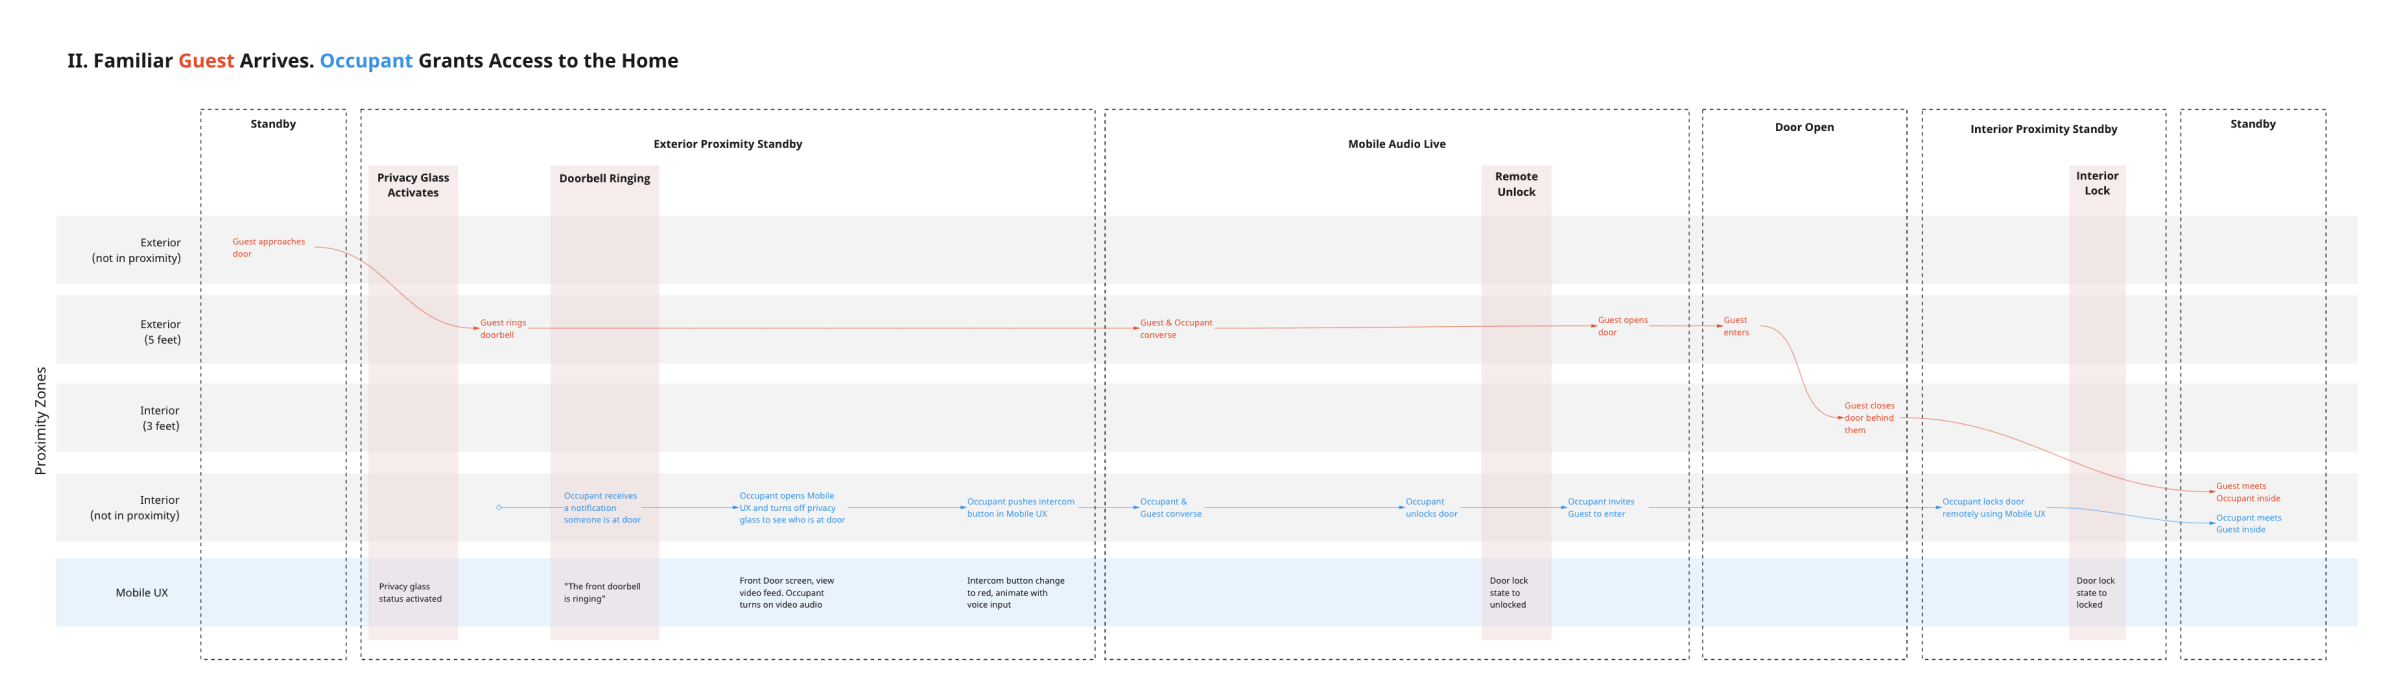 II. Familiar Guest Arrives. Occupant Grants Access to the Home
Standby
Exterior Proximity Standby
Mobile Audio Live
Door Open
Interior Proximity Standby
Standby
Privacy Glass
Activates
Doorbell Ringing
Remote
Unlock
Interior
Lock
Proximity Zones
Exterior
(not in proximity)
Guest approaches
door
Exterior
(5 feet)
Guest rings
doorbell
Guest & Occupant
converse
Guest opens
door
Guest
enters
Interior
(3 feet)
Guest closes
door behind
them
Interior
(not in proximity)
Occupant receives
a notification
someone is at door
Occupant opens Mobile
UX and turns off privacy
glass to see who is at door
Occupant pushes intercom
button in Mobile UX
Occupant &
Guest converse
Occupant
unlocks door
Occupant invites
Guest to enter
Occupant locks door
remotely using Mobile UX
Guest meets
Occupant inside
Occupant meets
Guest inside
Mobile UX
Privacy glass
status activated
"The front doorbell
is ringing"
Front Door screen, view
video feed. Occupant
turns on video audio
Intercom button change
to red, animate with
voice input
Door lock
state to
unlocked
Door lock
state to
locked